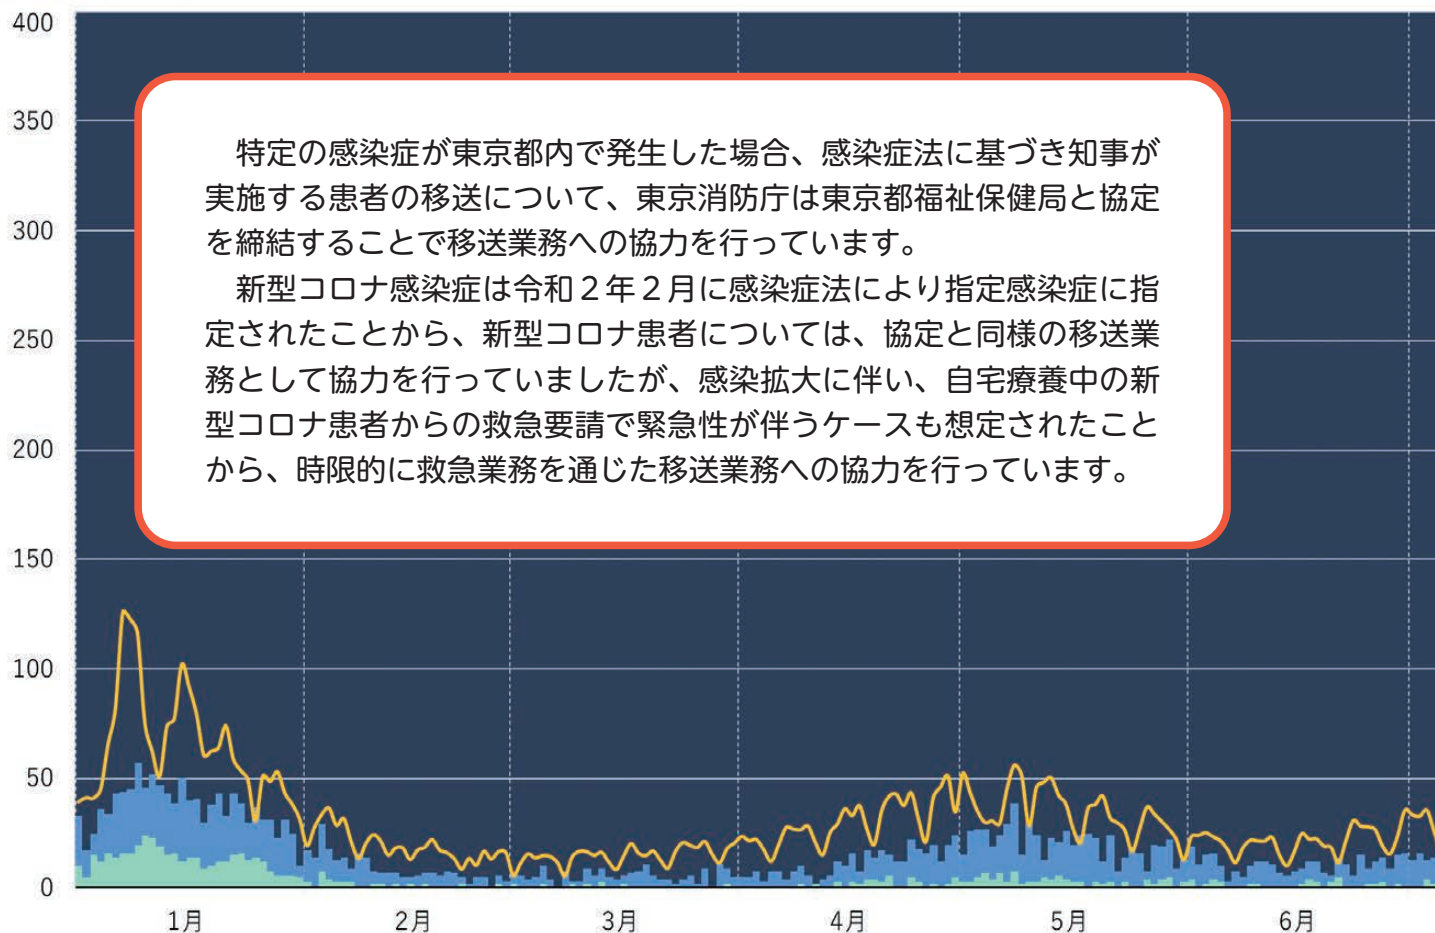 400
350
300
250
200
150
100
50
0
　特定の感染症が東京都内で発生した場合、感染症法に基づき知事が
実施する患者の移送について、東京消防庁は東京都福祉保健局と協定
を締結することで移送業務への協力を行っています。
　新型コロナ感染症は令和２年２月に感染症法により指定感染症に指
定されたことから、新型コロナ患者については、協定と同様の移送業
務として協力を行っていましたが、感染拡大に伴い、自宅療養中の新
型コロナ患者からの救急要請で緊急性が伴うケースも想定されたこと
から、時限的に救急業務を通じた移送業務への協力を行っています。
1月 2月 3月 4月 5月 6月